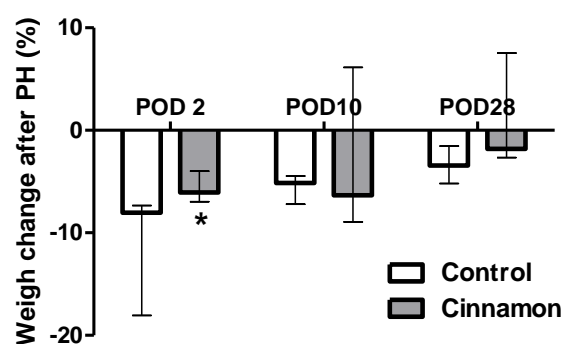 Weigh change after PH (%)
10
0
-10
-20
POD 2
POD10
POD28
*
Control
Cinnamon